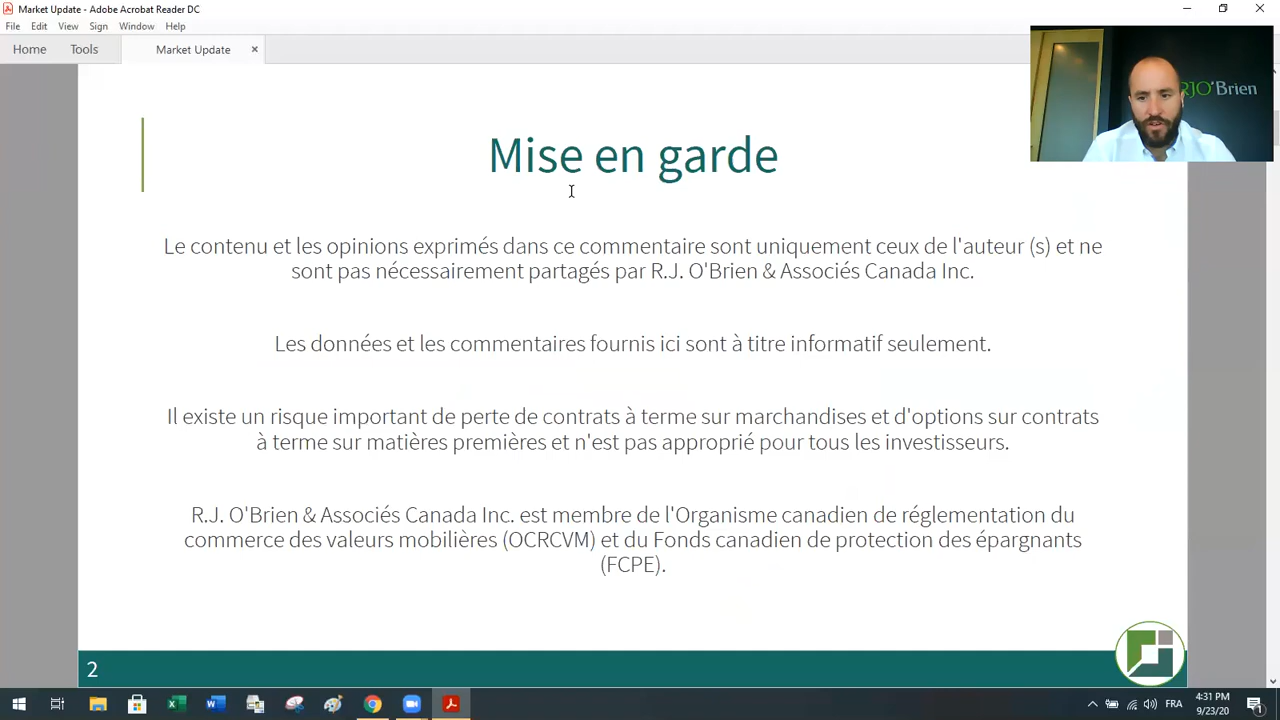 Market Update - Adobe Acrobat Reader DC
File Edit View Sign Window Help
Home Tools Market Update ×
RJO'Brien
Mise en garde
Le contenu et les opinions exprimés dans ce commentaire sont uniquement ceux de l'auteur (s) et ne
sont pas nécessairement partagés par R.J. O'Brien & Associés Canada Inc.
Les données et les commentaires fournis ici sont à titre informatif seulement.
Il existe un risque important de perte de contrats à terme sur marchandises et d'options sur contrats
à terme sur matières premières et n'est pas approprié pour tous les investisseurs.
R.J. O'Brien & Associés Canada Inc. est membre de l'Organisme canadien de réglementation du
commerce des valeurs mobilières (OCRCVM) et du Fonds canadien de protection des épargnants
(FCPE).
2
4:31 PM
FRA
9/23/20